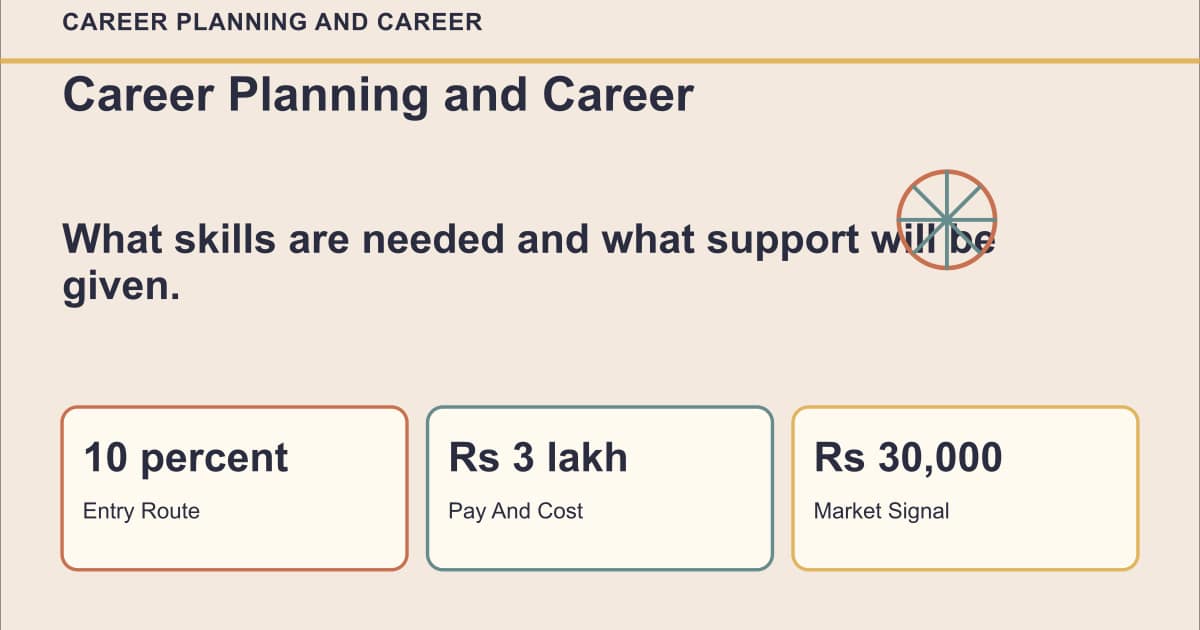 CAREER PLANNING AND CAREER
Career Planning and Career
What skills are needed and what support will be
given.
10 percent
Entry Route
Rs 3 lakh
Pay And Cost
Rs 30,000
Market Signal